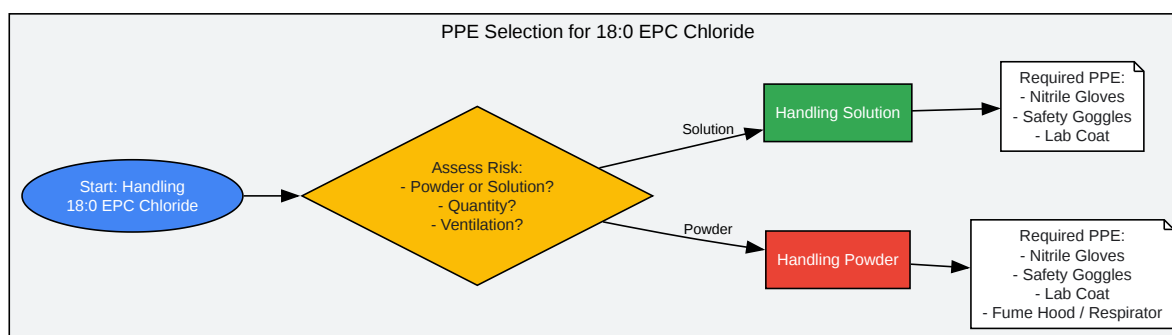 PPE Selection for 18:0 EPC Chloride
Start: Handling
18:0 EPC Chloride
Assess Risk:
- Powder or Solution?
- Quantity?
- Ventilation?
Solution
Handling Solution
Required PPE:
- Nitrile Gloves
- Safety Goggles
- Lab Coat
Powder
Handling Powder
Required PPE:
- Nitrile Gloves
- Safety Goggles
- Lab Coat
- Fume Hood / Respirator